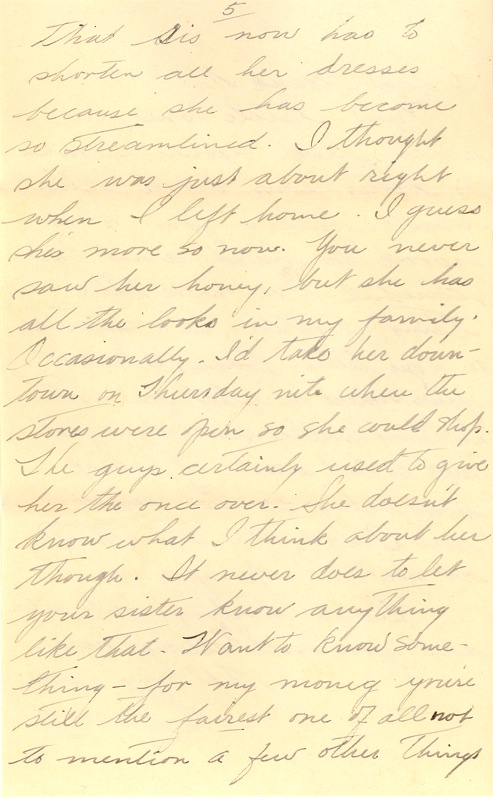 5
That sis now has to
shorten all her dresses
because she has become
so streamlined. I thought
she was just about right
when I left home. I guess
she's more so now. You never
saw her honey, but she has
all the looks in my family.
Occasionally. I'd take her down-
town on Thursday nite when the
stores were open so she could shop.
The guys certainly used to give
her the once over. She doesn't
know what I think about her
though. It never does to let
your sister know anything
like that. Want to know some-
thing - for my money you're
still the fairest one of all not
to mention a few other things